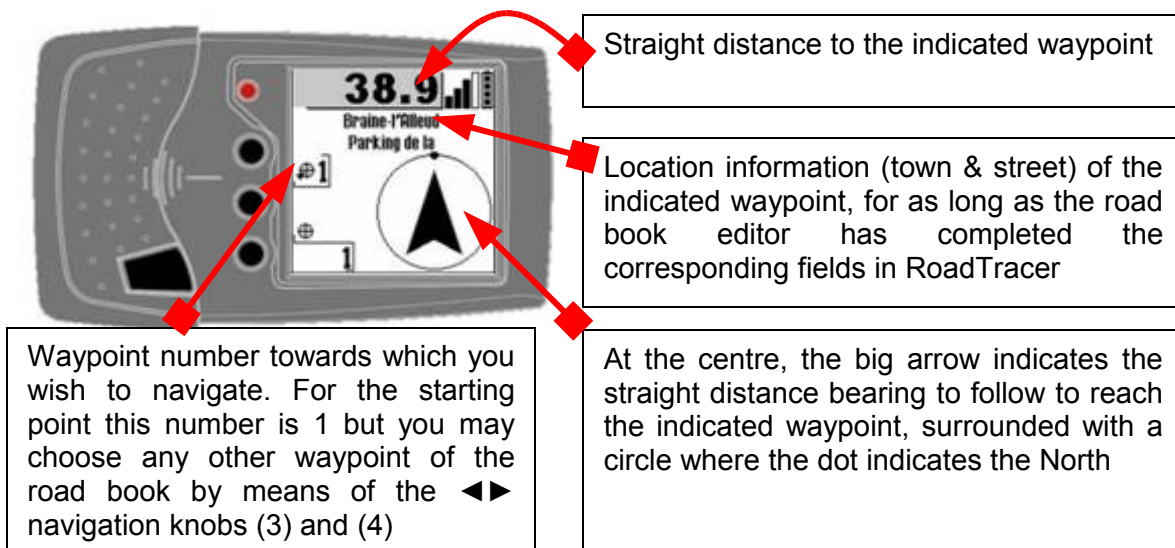 Straight distance to the indicated waypoint
38.9
Braine-l'Alleud
Parking de la
1
1
Location information (town & street) of the
indicated waypoint, for as long as the road
book editor has completed the
corresponding fields in RoadTracer
Waypoint number towards which you
wish to navigate. For the starting
point this number is 1 but you may
choose any other waypoint of the
road book by means of the ◄►
navigation knobs (3) and (4)
At the centre, the big arrow indicates the
straight distance bearing to follow to reach
the indicated waypoint, surrounded with a
circle where the dot indicates the North